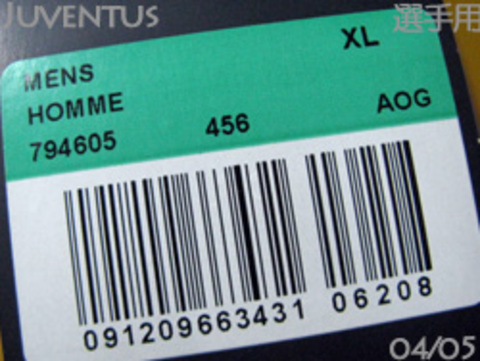 JUVENTUS 選手用
XL
MENS
HOMME
794605 456 AOG
091209663431 06208
04/05